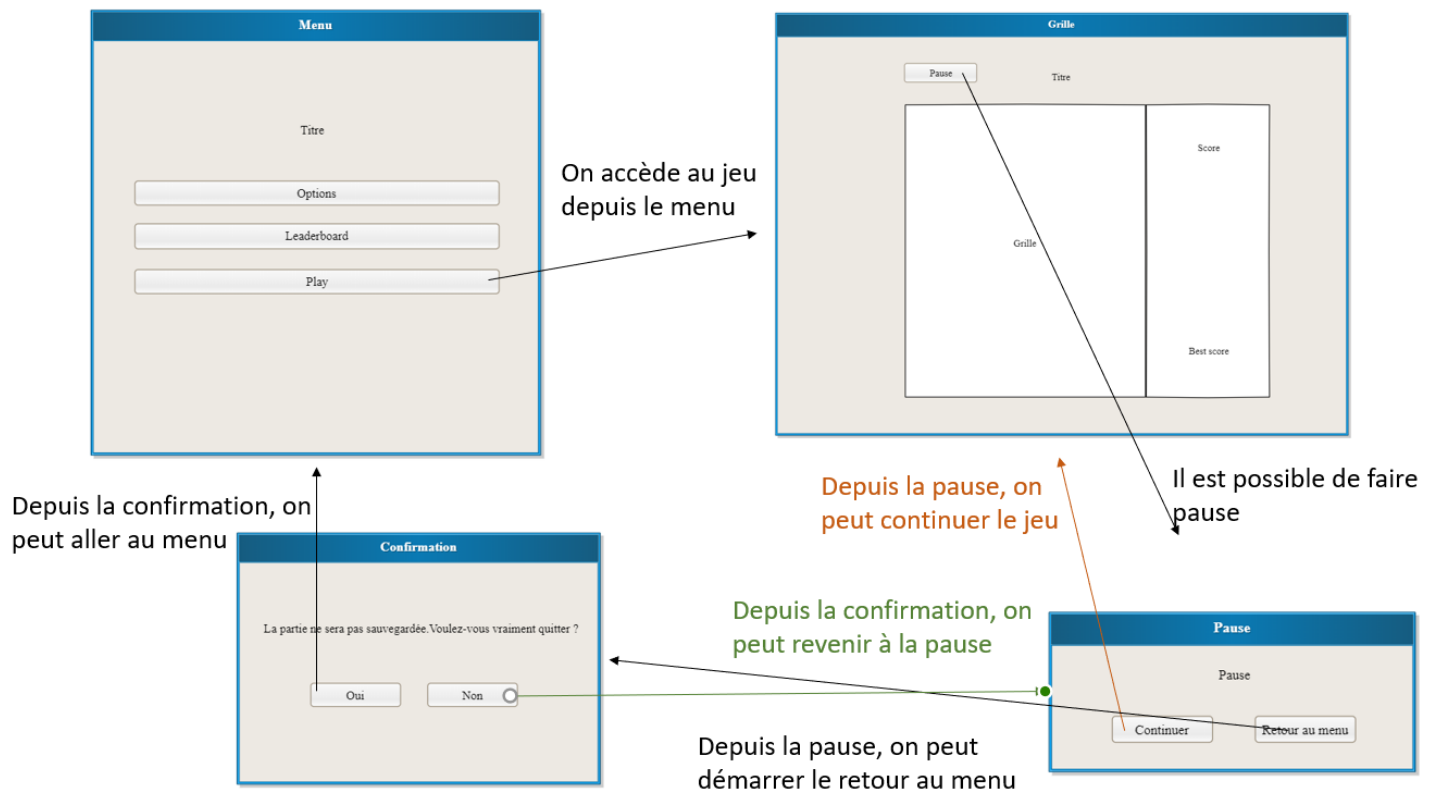 Menu
Titre
Options
Leaderboard
Play
On accède au jeu
depuis le menu
Grille
Pause
Titre
Grille
Score
Best score
Depuis la confirmation, on
peut aller au menu
Depuis la pause, on
peut continuer le jeu
Il est possible de faire
pause
Confirmation
La partie ne sera pas sauvegardée.Voulez-vous vraiment quitter ?
Oui
Non
Depuis la confirmation, on
peut revenir à la pause
Pause
Pause
Continuer
Retour au menu
Depuis la pause, on peut
démarrer le retour au menu